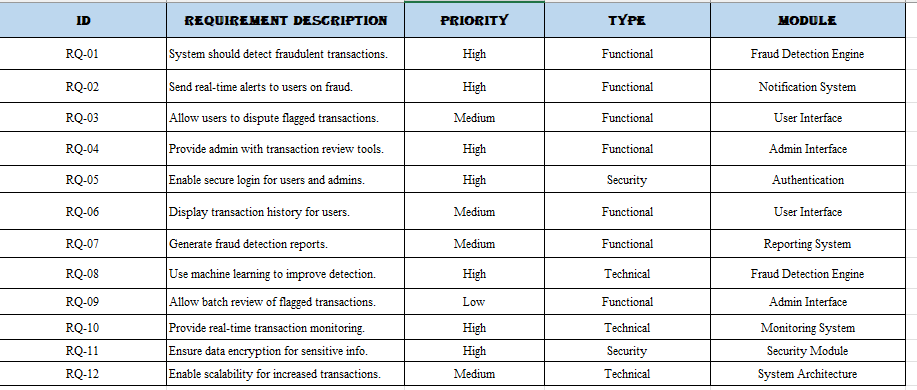 ID REQUIREMENT DESCRIPTION PRIORITY TYPE MODULE
RQ-01 System should detect fraudulent transactions. High Functional Fraud Detection Engine
RQ-02 Send real-time alerts to users on fraud. High Functional Notification System
RQ-03 Allow users to dispute flagged transactions. Medium Functional User Interface
RQ-04 Provide admin with transaction review tools. High Functional Admin Interface
RQ-05 Enable secure login for users and admins. High Security Authentication
RQ-06 Display transaction history for users. Medium Functional User Interface
RQ-07 Generate fraud detection reports. Medium Functional Reporting System
RQ-08 Use machine learning to improve detection. High Technical Fraud Detection Engine
RQ-09 Allow batch review of flagged transactions. Low Functional Admin Interface
RQ-10 Provide real-time transaction monitoring. High Technical Monitoring System
RQ-11 Ensure data encryption for sensitive info. High Security Security Module
RQ-12 Enable scalability for increased transactions. Medium Technical System Architecture